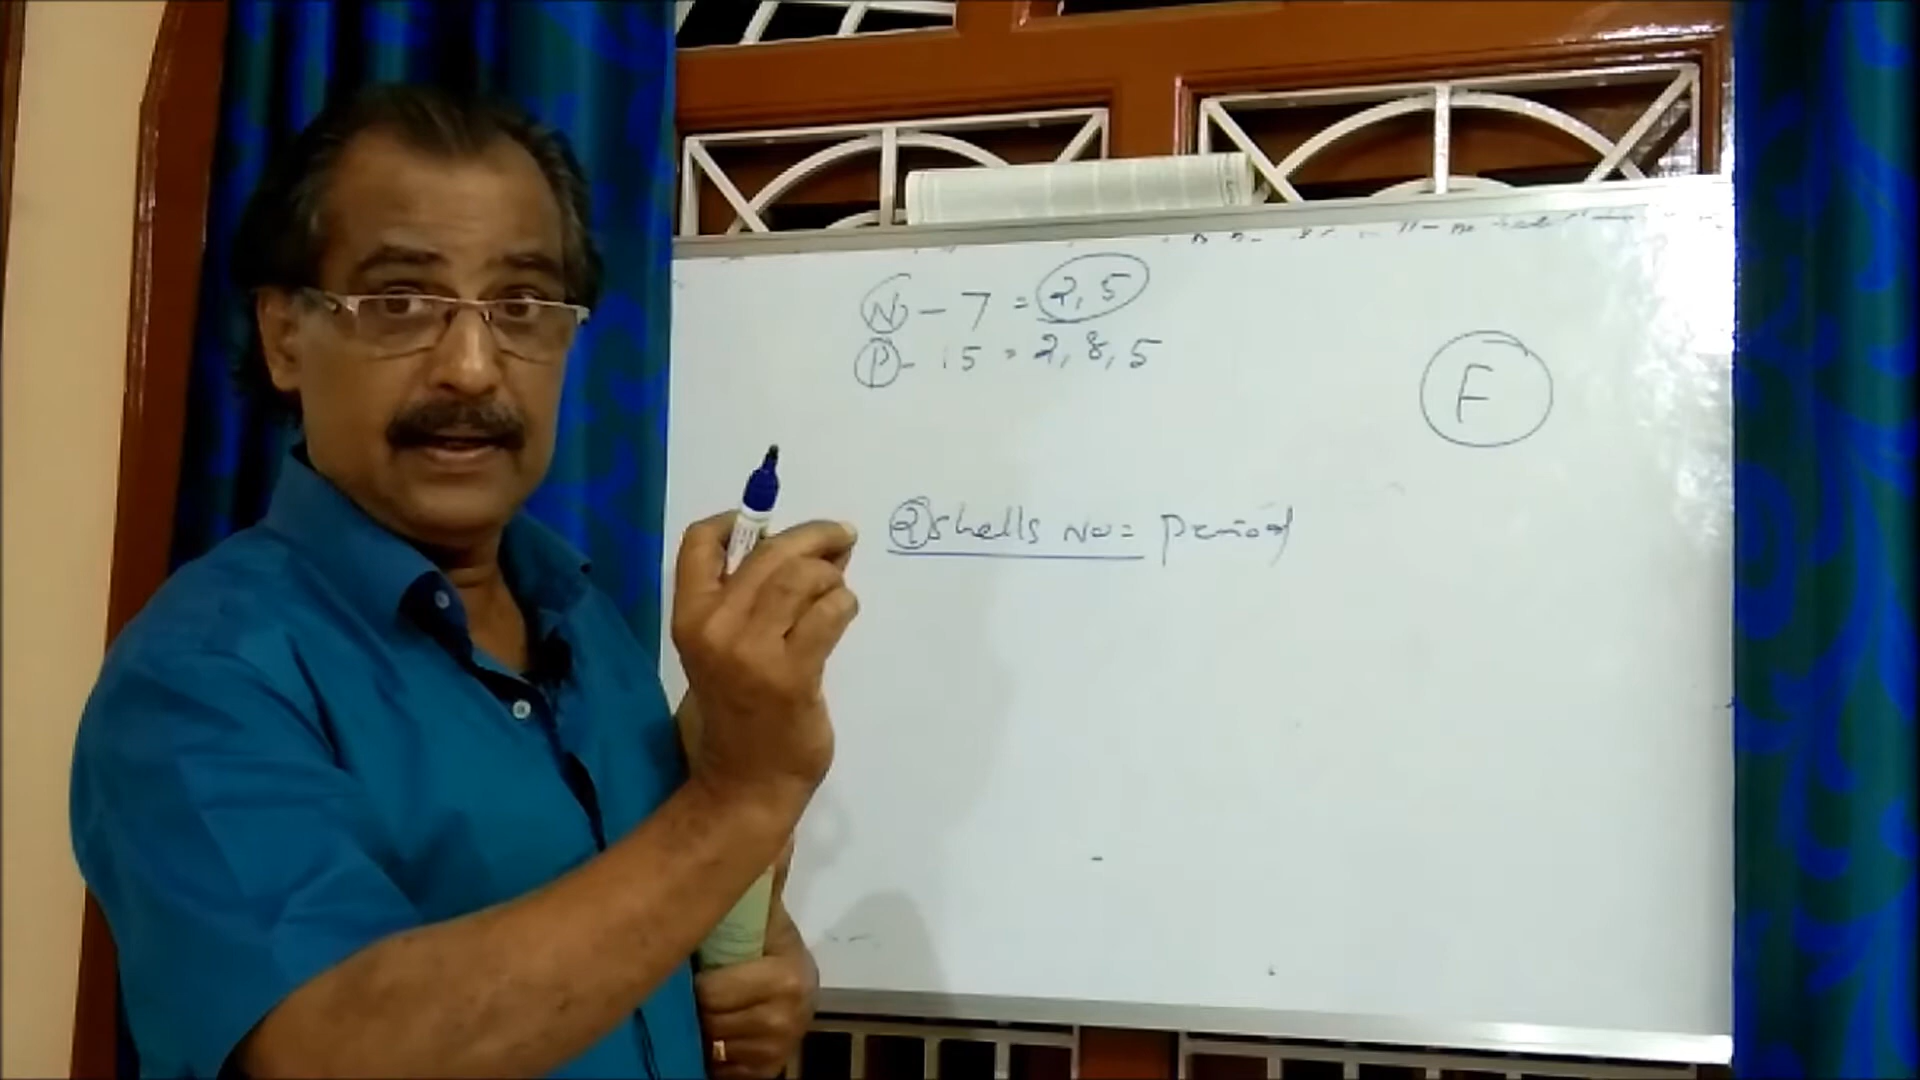 N - 7 = 2, 5
P - 15 = 2, 8, 5
F
2 shells No = Period